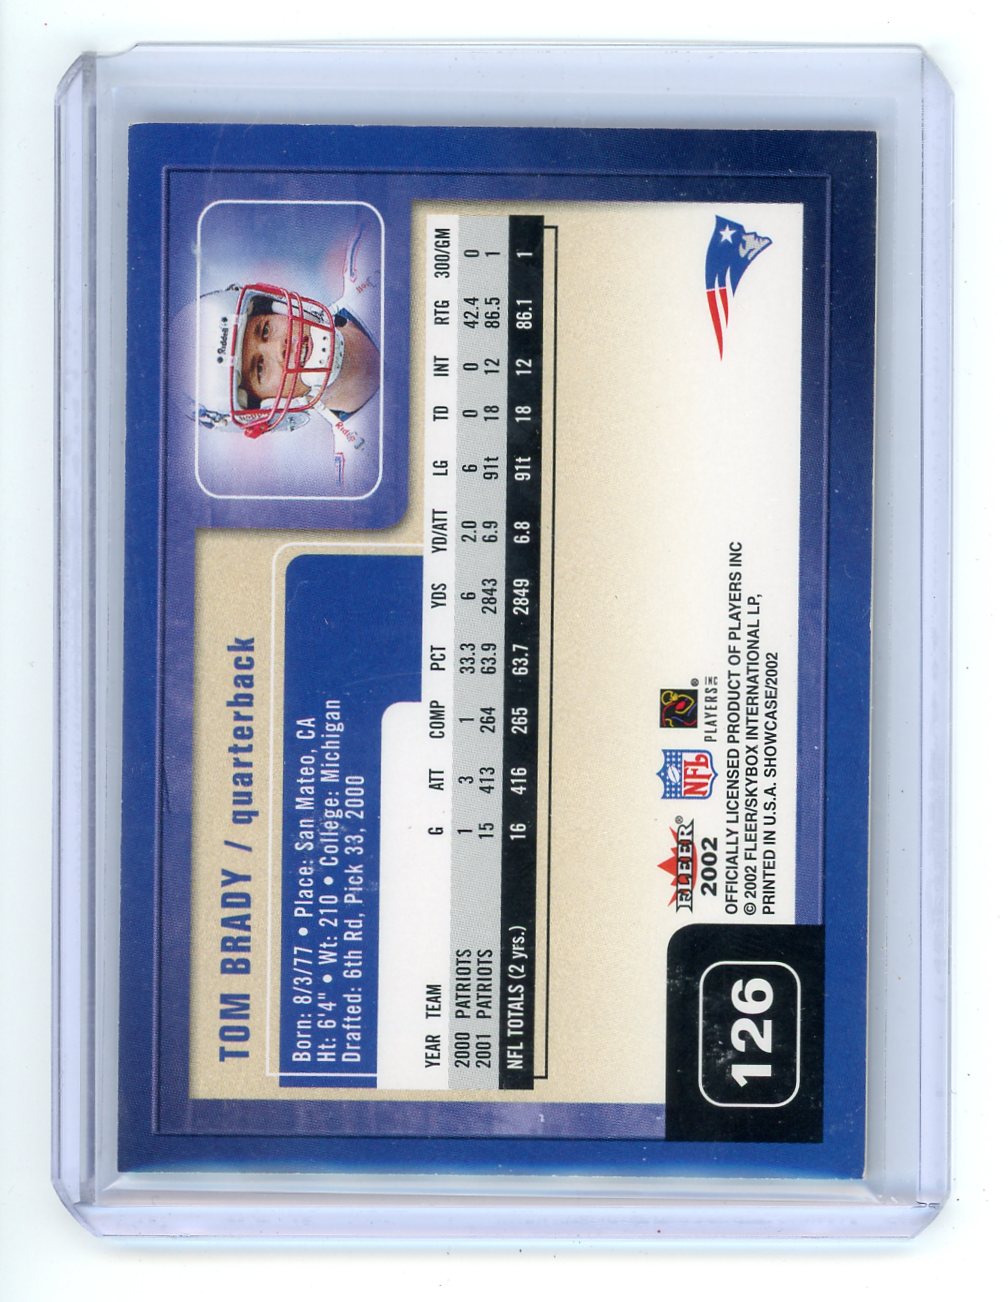 TOM BRADY / quarterback
Born: 8/3/77 • Place: San Mateo, CA
Ht: 6'4" • Wt: 210 • College: Michigan
Drafted: 6th Rd, Pick 33, 2000
YEAR TEAM G ATT COMP PCT YDS YD/ATT LG TD INT RTG 300/GM
2000 PATRIOTS 1 3 1 33.3 6 2.0 6 0 0 42.4 0
2001 PATRIOTS 15 413 264 63.9 2843 6.9 91t 18 12 86.5 1
NFL TOTALS (2 yrs.) 16 416 265 63.7 2849 6.8 91t 18 12 86.1 1
Riddell
Riddell
FLEER®
2002
NFL
PLAYERS INC ®
OFFICIALLY LICENSED PRODUCT OF PLAYERS INC
© 2002 FLEER/SKYBOX INTERNATIONAL LP,
PRINTED IN U.S.A. SHOWCASE/2002
126